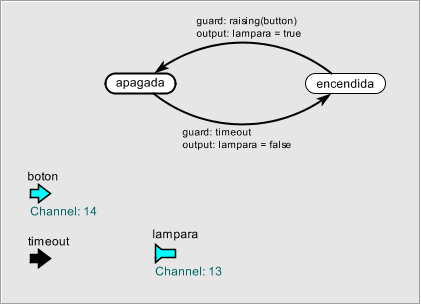 guard: raising(button)
output: lampara = true
apagada
encendida
guard: timeout
output: lampara = false
boton
Channel: 14
timeout
lampara
Channel: 13